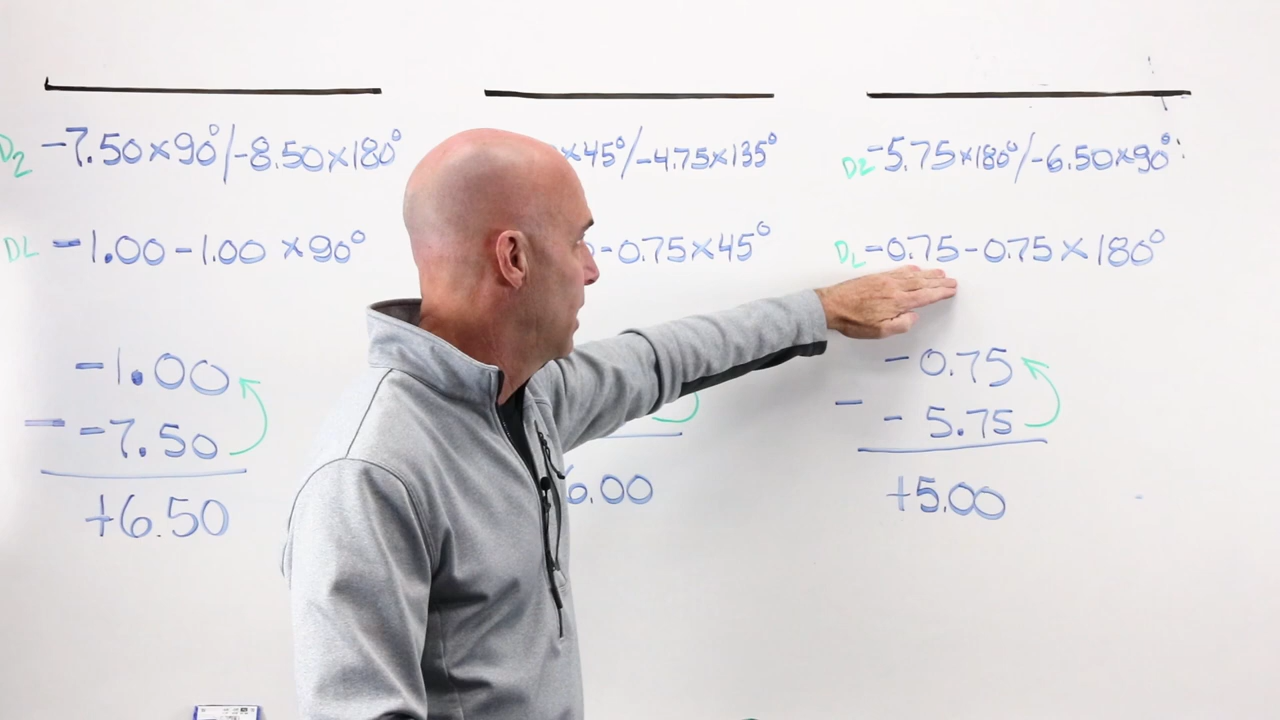 D2 -7.50×90°/-8.50×180°
DL -1.00-1.00 ×90°
-1.00
- -7.50
+6.50
×45°/-4.75×135°
-0.75×45°
6.00
D2 -5.75×180°/-6.50×90°
DL -0.75-0.75×180°
-0.75
- -5.75
+5.00